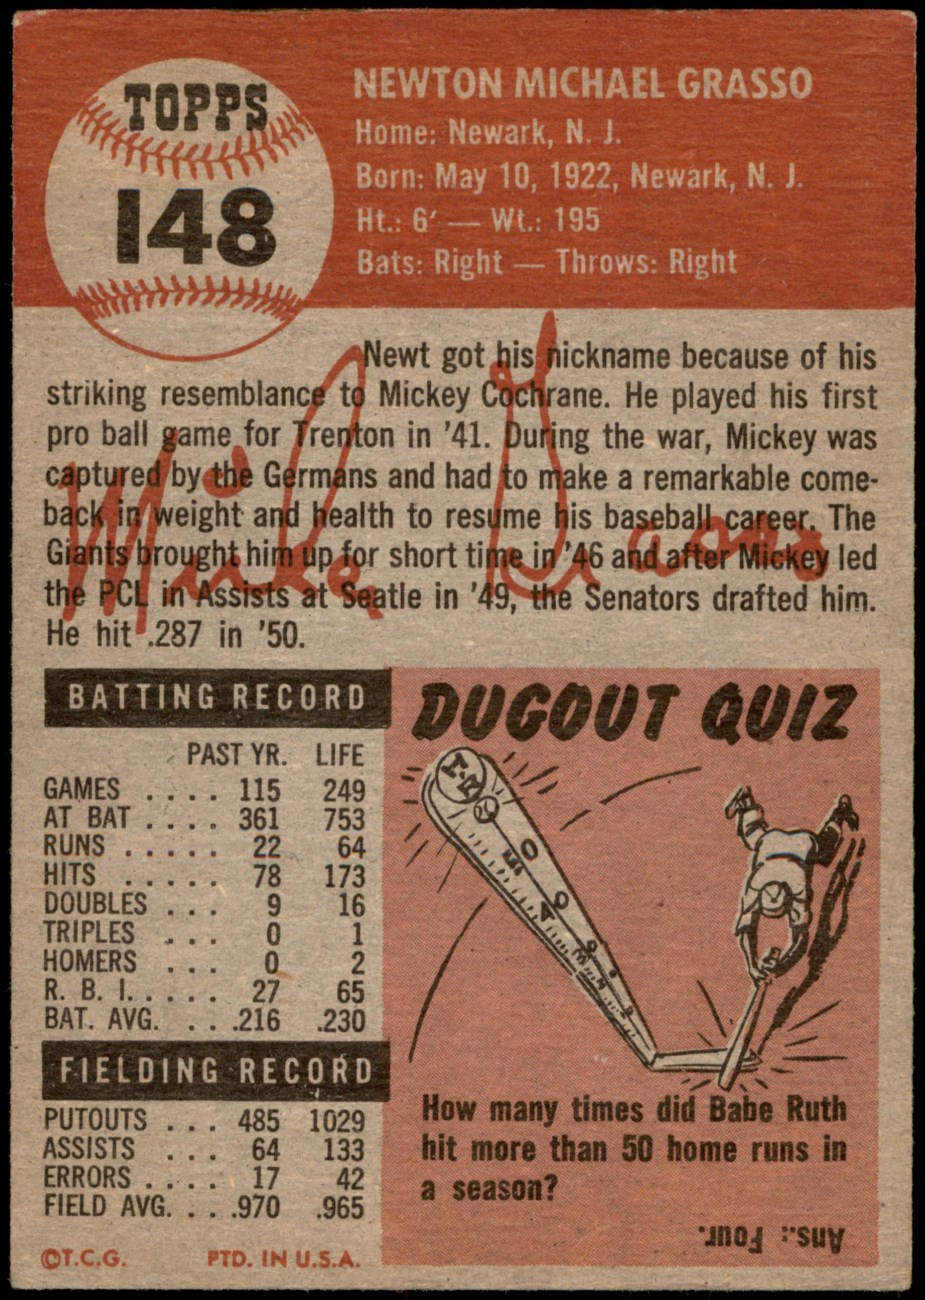 TOPPS
148
NEWTON MICHAEL GRASSO
Home: Newark, N. J.
Born: May 10, 1922, Newark, N. J.
Ht.: 6′ — Wt.: 195
Bats: Right — Throws: Right
Newt got his nickname because of his
striking resemblance to Mickey Cochrane. He played his first
pro ball game for Trenton in '41. During the war, Mickey was
captured by the Germans and had to make a remarkable come-
back in weight and health to resume his baseball career. The
Giants brought him up for short time in '46 and after Mickey led
the PCL in Assists at Seatle in '49, the Senators drafted him.
He hit .287 in '50.
Mike Grasso
BATTING RECORD
PAST YR. LIFE
GAMES . . . . 115 249
AT BAT . . . . 361 753
RUNS . . . . . 22 64
HITS . . . . . 78 173
DOUBLES . . . 9 16
TRIPLES . . . 0 1
HOMERS . . . 0 2
R. B. I. . . . . 27 65
BAT. AVG. . . .216 .230
FIELDING RECORD
PUTOUTS . . . 485 1029
ASSISTS . . . 64 133
ERRORS . . . . 17 42
FIELD AVG. . . .970 .965
©T.C.G. PTD. IN U.S.A.
DUGOUT QUIZ
How many times did Babe Ruth
hit more than 50 home runs in
a season?
Ans.: Four.